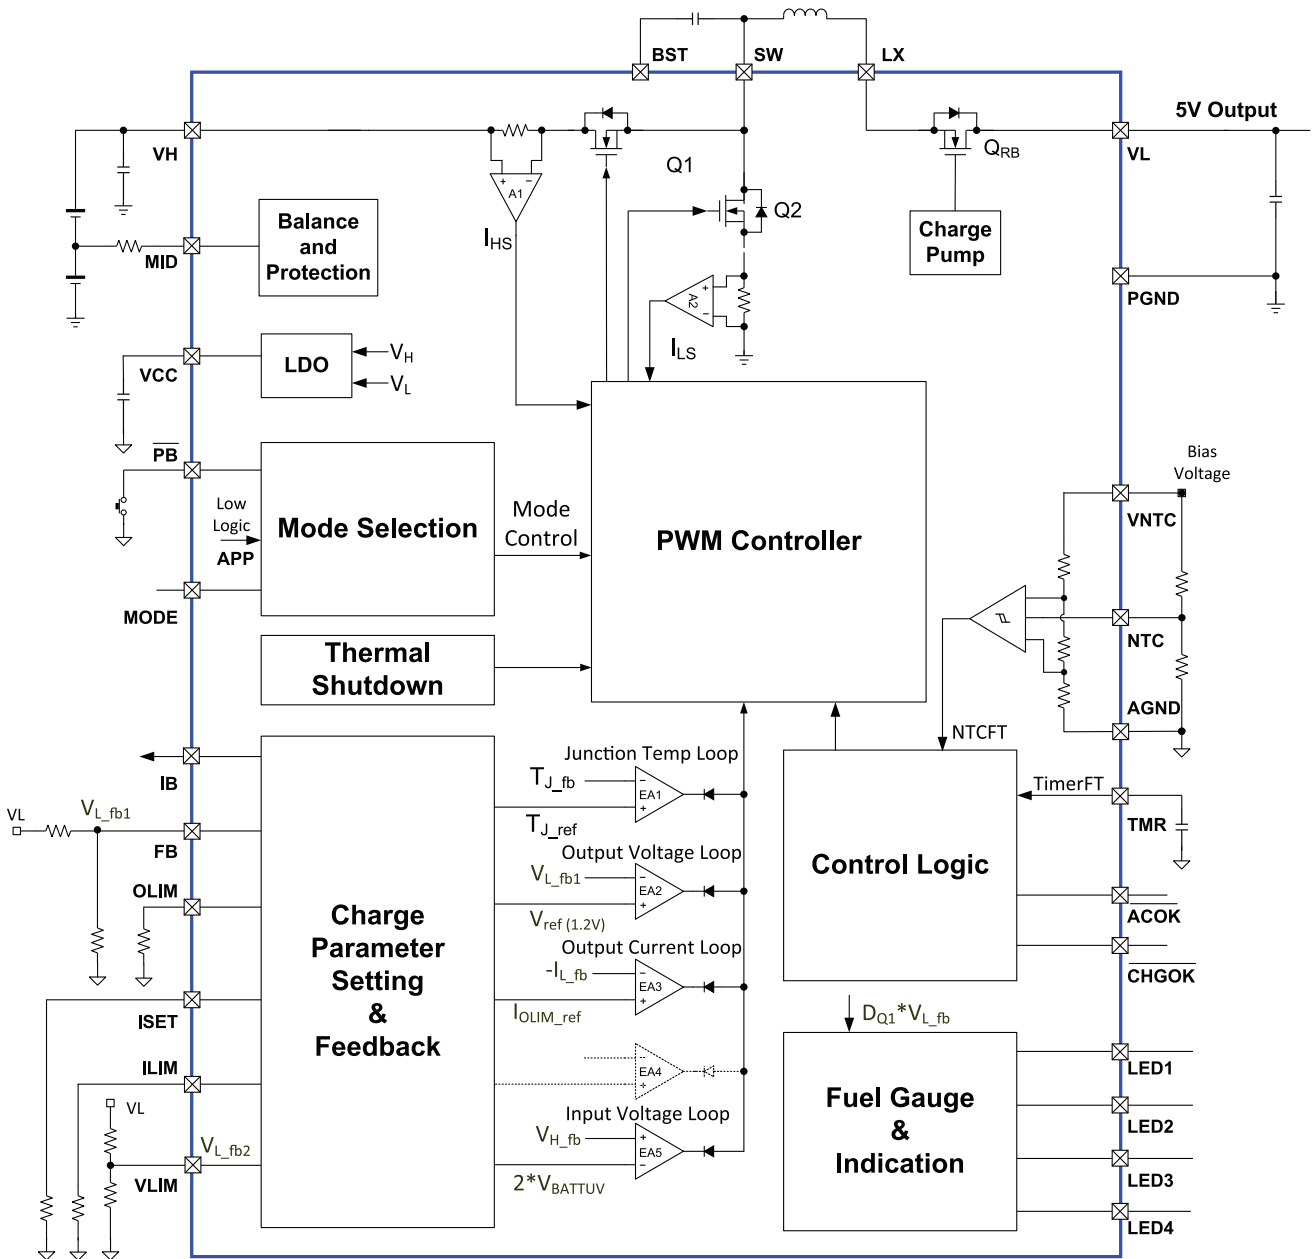 BST
SW
LX
5V Output
VH
VL
Q1
QRB
A1
+
−
Q2
Balance
and
Protection
MID
Charge
Pump
IHS
PGND
A2
+
−
ILS
LDO
VH
VL
VCC
PB
Low
Logic
APP
Mode Selection
Mode
Control
MODE
PWM Controller
Bias
Voltage
VNTC
NTC
AGND
Thermal
Shutdown
NTCFT
IB
VL
VL_fb1
FB
OLIM
ISET
ILIM
VL
VL_fb2
VLIM
Charge
Parameter
Setting
&
Feedback
Junction Temp Loop
TJ_fb
−
EA1
+
TJ_ref
Output Voltage Loop
VL_fb1
−
EA2
+
Vref (1.2V)
Output Current Loop
-IL_fb
−
EA3
+
IOLIM_ref
−
EA4
+
Input Voltage Loop
VH_fb
+
EA5
−
2*VBATTUV
TimerFT
TMR
Control Logic
ACOK
CHGOK
DQ1*VL_fb
Fuel Gauge
&
Indication
LED1
LED2
LED3
LED4